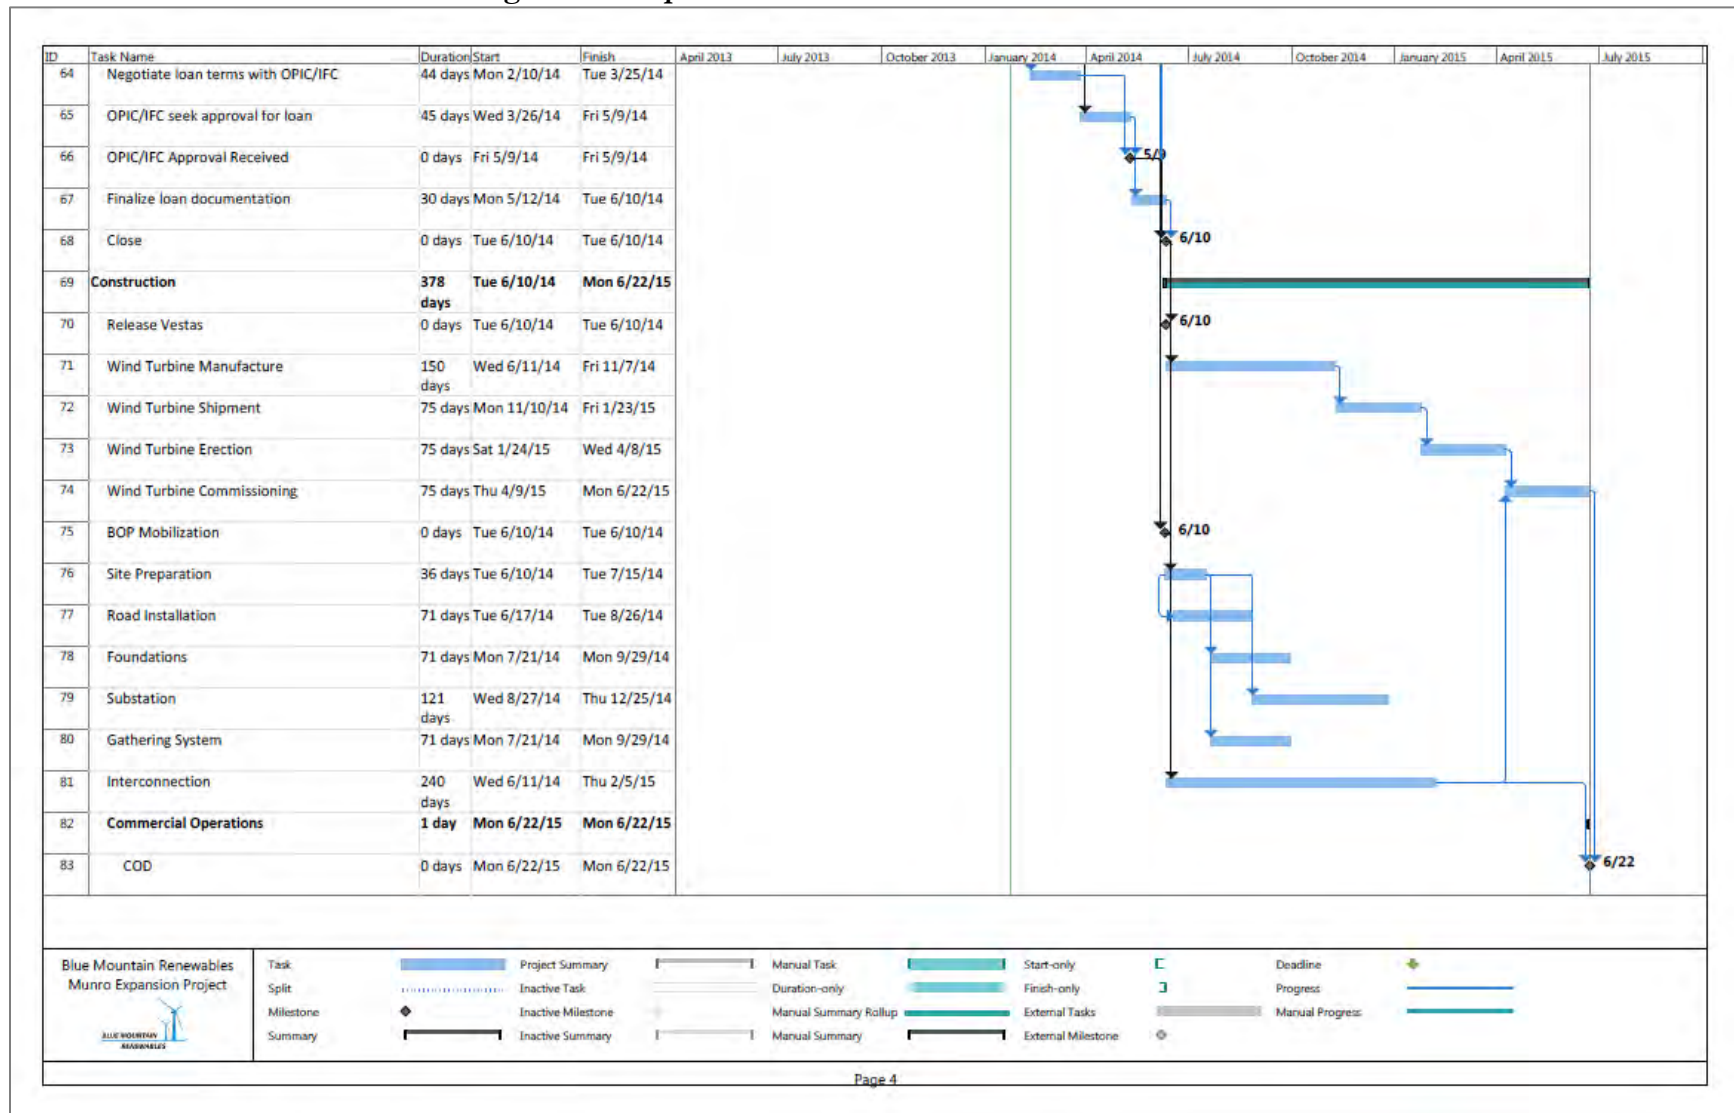 ID Task Name Duration Start Finish April 2013 July 2013 October 2013 January 2014 April 2014 July 2014 October 2014 January 2015 April 2015 July 2015
64 Negotiate loan terms with OPIC/IFC 44 days Mon 2/10/14 Tue 3/25/14
65 OPIC/IFC seek approval for loan 45 days Wed 3/26/14 Fri 5/9/14
66 OPIC/IFC Approval Received 0 days Fri 5/9/14 Fri 5/9/14 5/9
67 Finalize loan documentation 30 days Mon 5/12/14 Tue 6/10/14
68 Close 0 days Tue 6/10/14 Tue 6/10/14 6/10
69 Construction 378 Tue 6/10/14 Mon 6/22/15
days
70 Release Vestas 0 days Tue 6/10/14 Tue 6/10/14 6/10
71 Wind Turbine Manufacture 150 Wed 6/11/14 Fri 11/7/14
days
72 Wind Turbine Shipment 75 days Mon 11/10/14 Fri 1/23/15
73 Wind Turbine Erection 75 days Sat 1/24/15 Wed 4/8/15
74 Wind Turbine Commissioning 75 days Thu 4/9/15 Mon 6/22/15
75 BOP Mobilization 0 days Tue 6/10/14 Tue 6/10/14 6/10
76 Site Preparation 36 days Tue 6/10/14 Tue 7/15/14
77 Road Installation 71 days Tue 6/17/14 Tue 8/26/14
78 Foundations 71 days Mon 7/21/14 Mon 9/29/14
79 Substation 121 Wed 8/27/14 Thu 12/25/14
days
80 Gathering System 71 days Mon 7/21/14 Mon 9/29/14
81 Interconnection 240 Wed 6/11/14 Thu 2/5/15
days
82 Commercial Operations 1 day Mon 6/22/15 Mon 6/22/15
83 COD 0 days Mon 6/22/15 Mon 6/22/15 6/22
Blue Mountain Renewables
Munro Expansion Project
BLUE MOUNTAIN
RENEWABLES
Task Project Summary Manual Task Start-only Deadline
Split Inactive Task Duration-only Finish-only Progress
Milestone Inactive Milestone Manual Summary Rollup External Tasks Manual Progress
Summary Inactive Summary Manual Summary External Milestone
Page 4